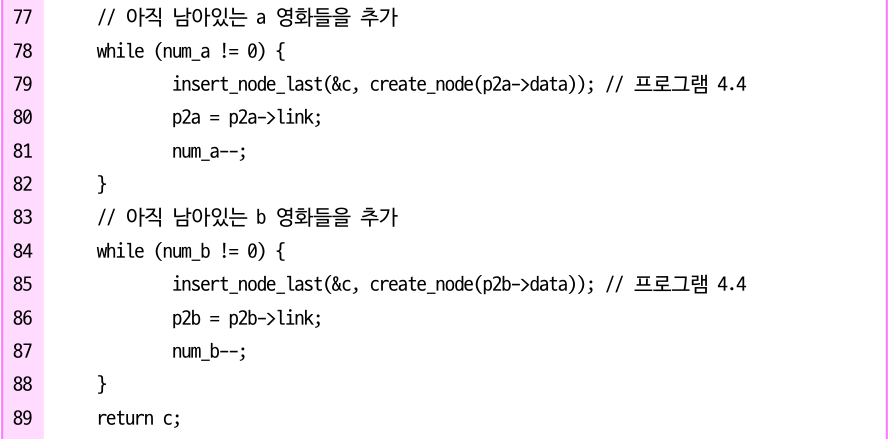 77 // 아직 남아있는 a 영화들을 추가
78 while (num_a != 0) {
79 insert_node_last(&c, create_node(p2a->data)); // 프로그램 4.4
80 p2a = p2a->link;
81 num_a--;
82 }
83 // 아직 남아있는 b 영화들을 추가
84 while (num_b != 0) {
85 insert_node_last(&c, create_node(p2b->data)); // 프로그램 4.4
86 p2b = p2b->link;
87 num_b--;
88 }
89 return c;